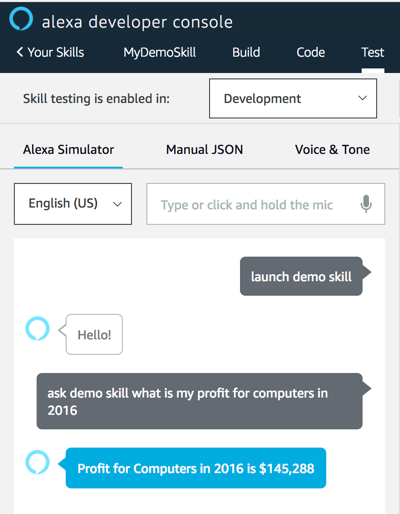 alexa developer console
Your Skills MyDemoSkill Build Code Test
Skill testing is enabled in: Development
Alexa Simulator Manual JSON Voice & Tone
English (US) Type or click and hold the mic
launch demo skill
Hello!
ask demo skill what is my profit for computers in
2016
Profit for Computers in 2016 is $145,288